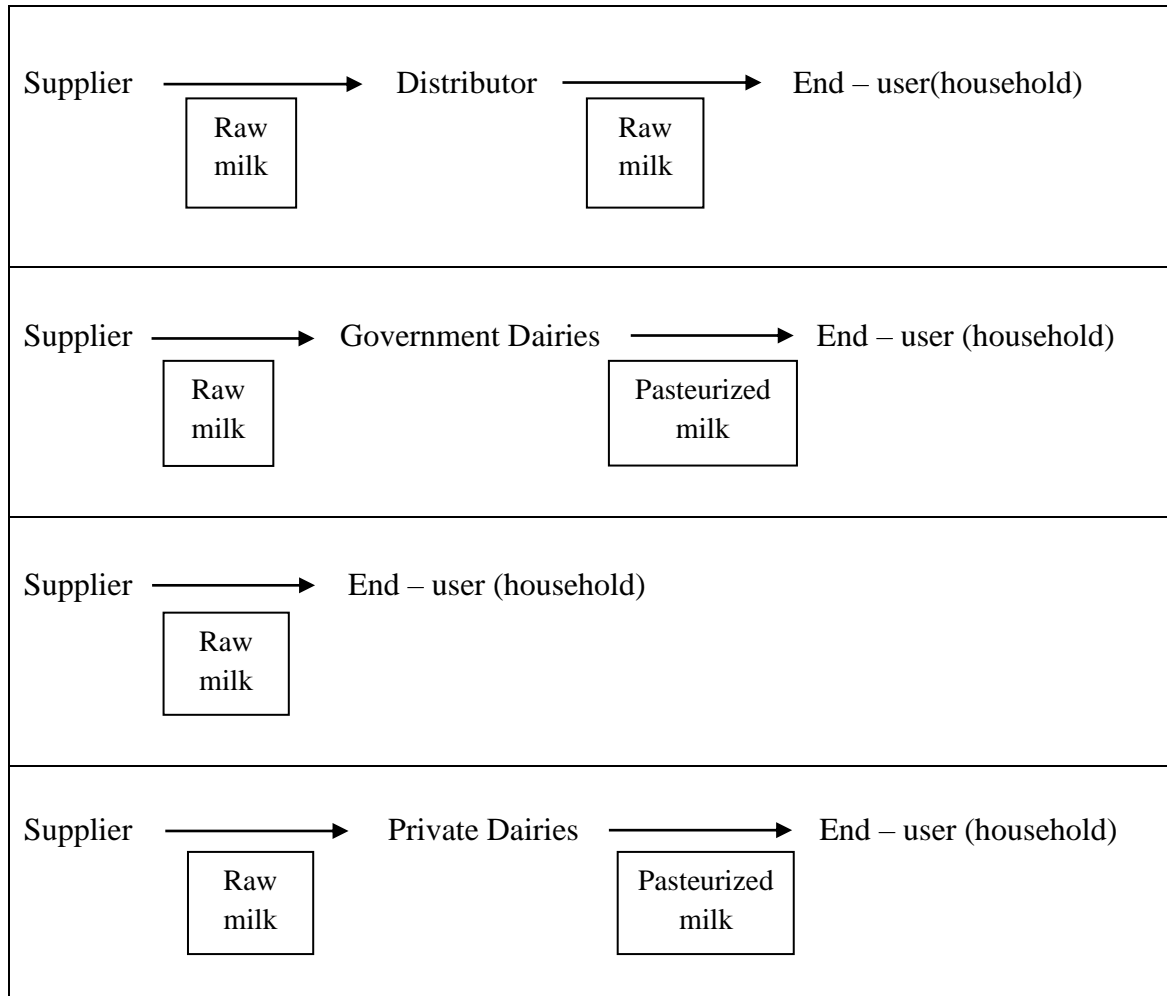 Supplier Distributor End – user(household)
Raw Raw
milk milk
Supplier Government Dairies End – user (household)
Raw Pasteurized
milk milk
Supplier End – user (household)
Raw
milk
Supplier Private Dairies End – user (household)
Raw Pasteurized
milk milk